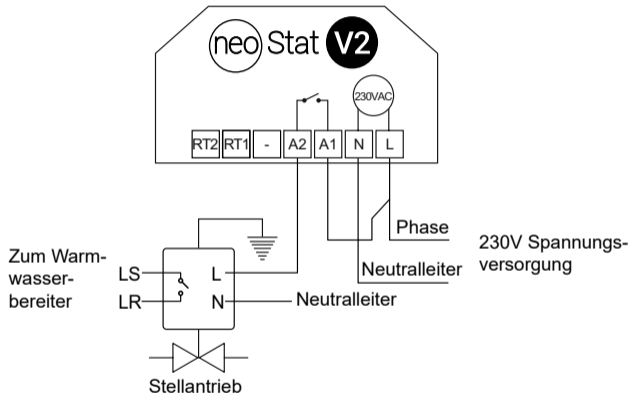 neo Stat V2
230VAC
RT2 RT1 - A2 A1 N L
Phase
230V Spannungs-
versorgung
Neutralleiter
Zum Warm-
wasser-
bereiter
LS
L
LR
N
Neutralleiter
Stellantrieb